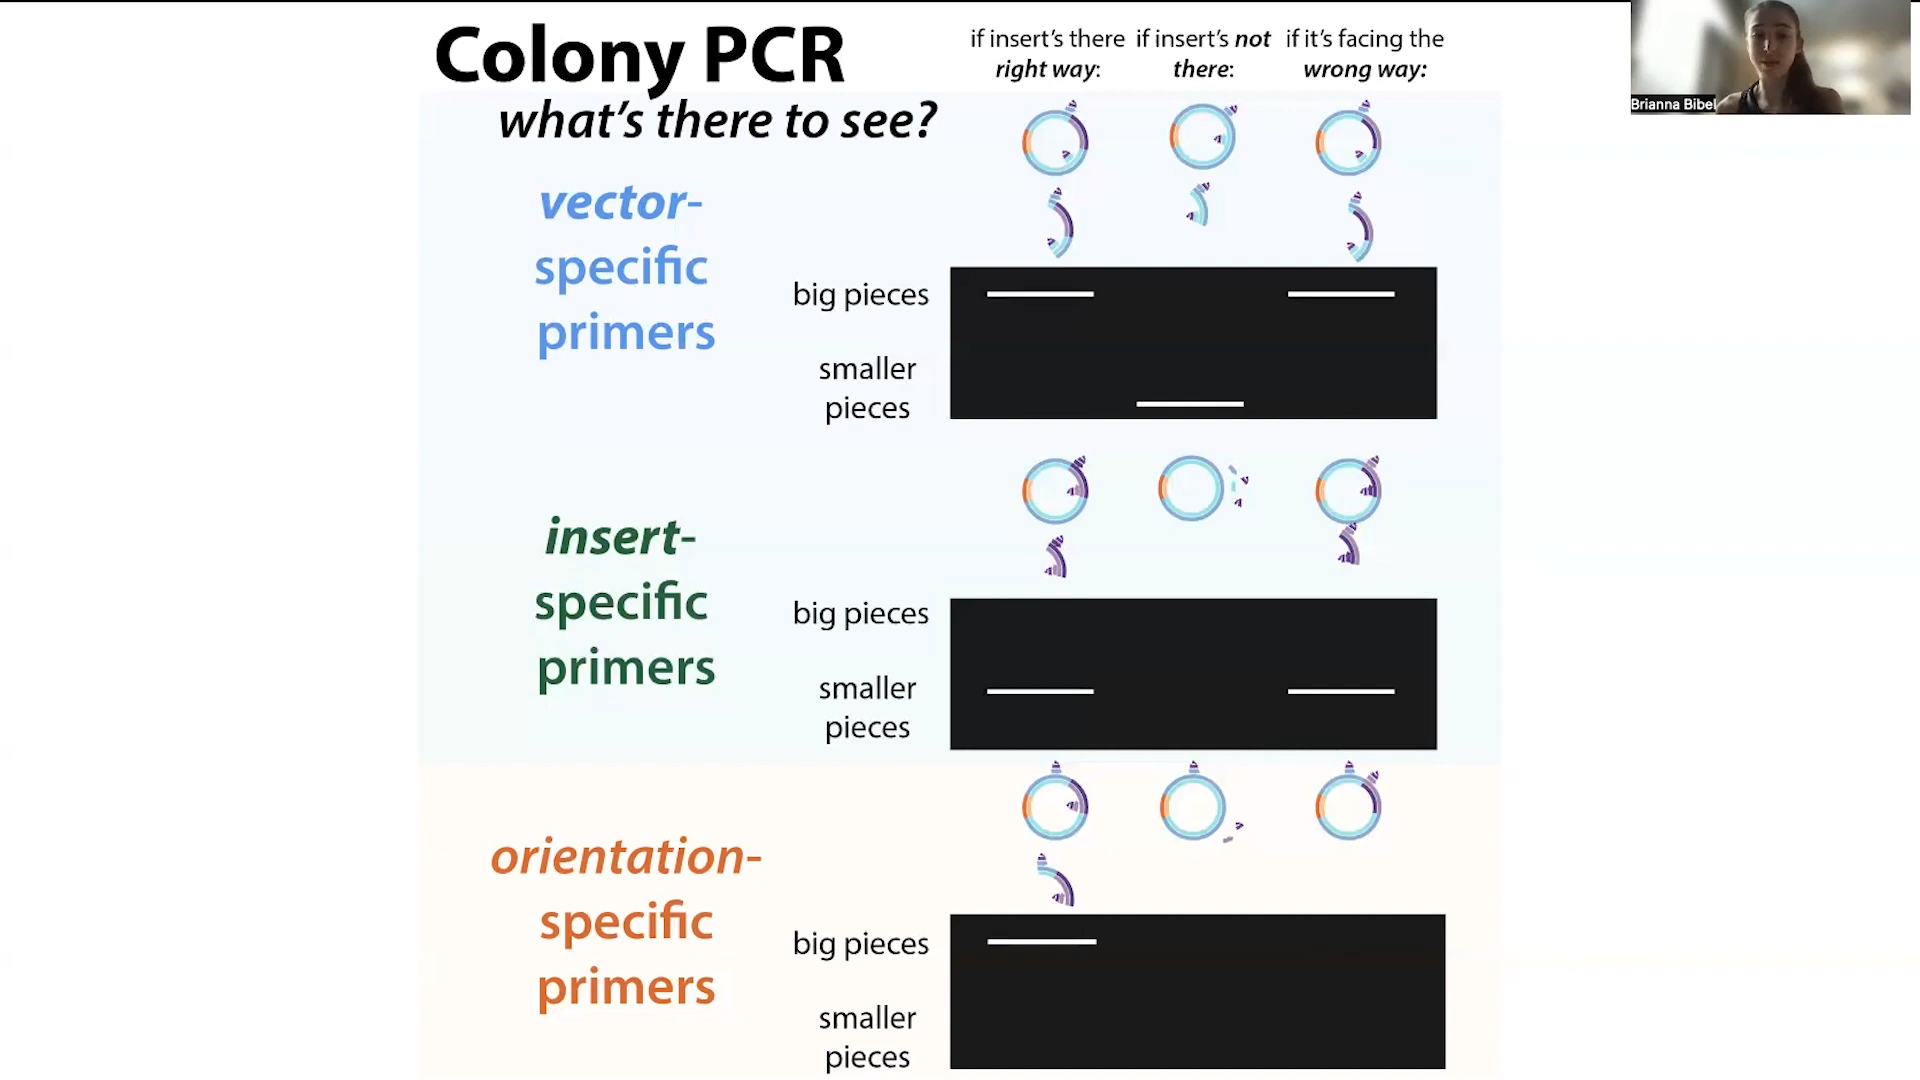 Colony PCR
what's there to see?
if insert's there
right way:
if insert's not
there:
if it's facing the
wrong way:
Brianna Bibel
vector-
specific
primers
big pieces
smaller
pieces
insert-
specific
primers
big pieces
smaller
pieces
orientation-
specific
primers
big pieces
smaller
pieces